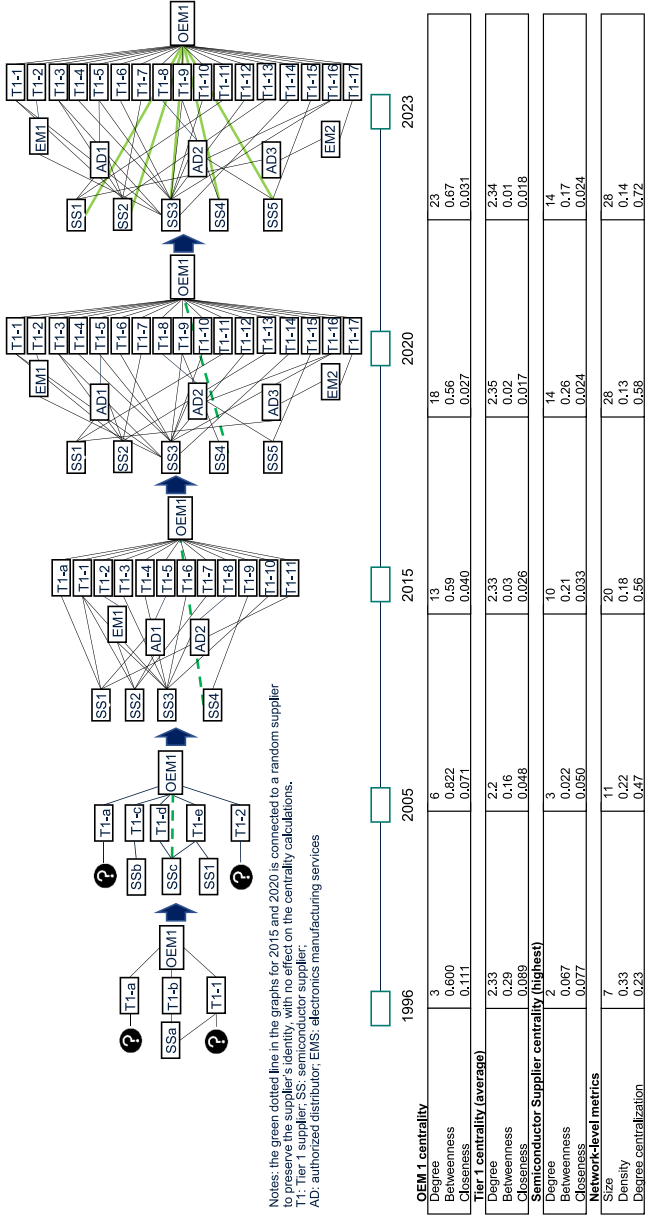 ?
T1-a
SSa
T1-b
OEM1
?
T1-1
?
T1-a
SSb
T1-c
SSc
T1-d
OEM1
SS1
T1-e
?
T1-2
SS1
SS2
SS3
SS4
EM1
AD1
AD2
T1-a
T1-1
T1-2
T1-3
T1-4
T1-5
T1-6
T1-7
T1-8
T1-9
T1-10
T1-11
OEM1
SS1
SS2
SS3
SS4
SS5
EM1
AD1
AD2
AD3
EM2
T1-1
T1-2
T1-3
T1-4
T1-5
T1-6
T1-7
T1-8
T1-9
T1-10
T1-11
T1-12
T1-13
T1-14
T1-15
T1-16
T1-17
OEM1
SS1
SS2
SS3
SS4
SS5
EM1
AD1
AD2
AD3
EM2
T1-1
T1-2
T1-3
T1-4
T1-5
T1-6
T1-7
T1-8
T1-9
T1-10
T1-11
T1-12
T1-13
T1-14
T1-15
T1-16
T1-17
OEM1
Notes: the green dotted line in the graphs for 2015 and 2020 is connected to a random supplier
to preserve the supplier's identity, with no effect on the centrality calculations.
T1: Tier 1 supplier; SS: semiconductor supplier;
AD: authorized distributor; EMS: electronics manufacturing services
1996 2005 2015 2020 2023
OEM 1 centrality
Degree 3 6 13 18 23
Betweenness 0.600 0.822 0.59 0.56 0.67
Closeness 0.111 0.071 0.040 0.027 0.031
Tier 1 centrality (average)
Degree 2.33 2.2 2.33 2.35 2.34
Betweenness 0.29 0.16 0.03 0.02 0.01
Closeness 0.089 0.048 0.026 0.017 0.018
Semiconductor Supplier centrality (highest)
Degree 2 3 10 14 14
Betweenness 0.067 0.022 0.21 0.26 0.17
Closeness 0.077 0.050 0.033 0.024 0.024
Network-level metrics
Size 7 11 20 28 28
Density 0.33 0.22 0.18 0.13 0.14
Degree centralization 0.23 0.47 0.56 0.58 0.72